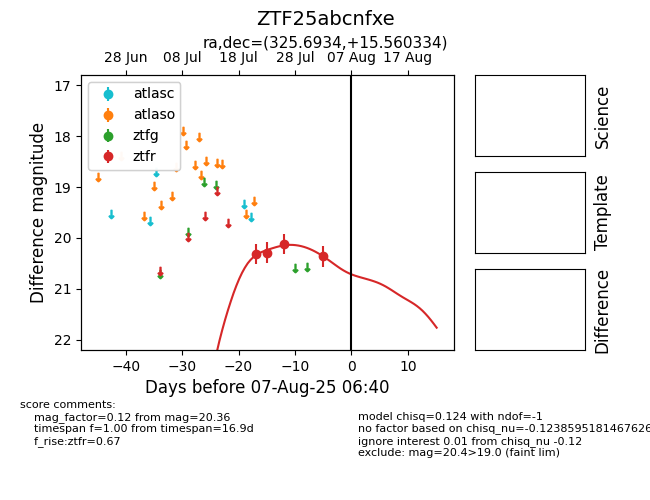 ZTF25abcnfxe
ra,dec=(325.6934,+15.560334)
28 Jun 08 Jul 18 Jul 28 Jul 07 Aug 17 Aug
17
18
19
20
21
22
Difference magnitude
atlasc
atlaso
ztfg
ztfr
−40 −30 −20 −10 0 10
Days before 07-Aug-25 06:40
Science
Template
Difference
score comments:
mag_factor=0.12 from mag=20.36
timespan f=1.00 from timespan=16.9d
f_rise:ztfr=0.67
model chisq=0.124 with ndof=-1
no factor based on chisq_nu=-0.1238595181467626
ignore interest 0.01 from chisq_nu -0.12
exclude: mag=20.4>19.0 (faint lim)